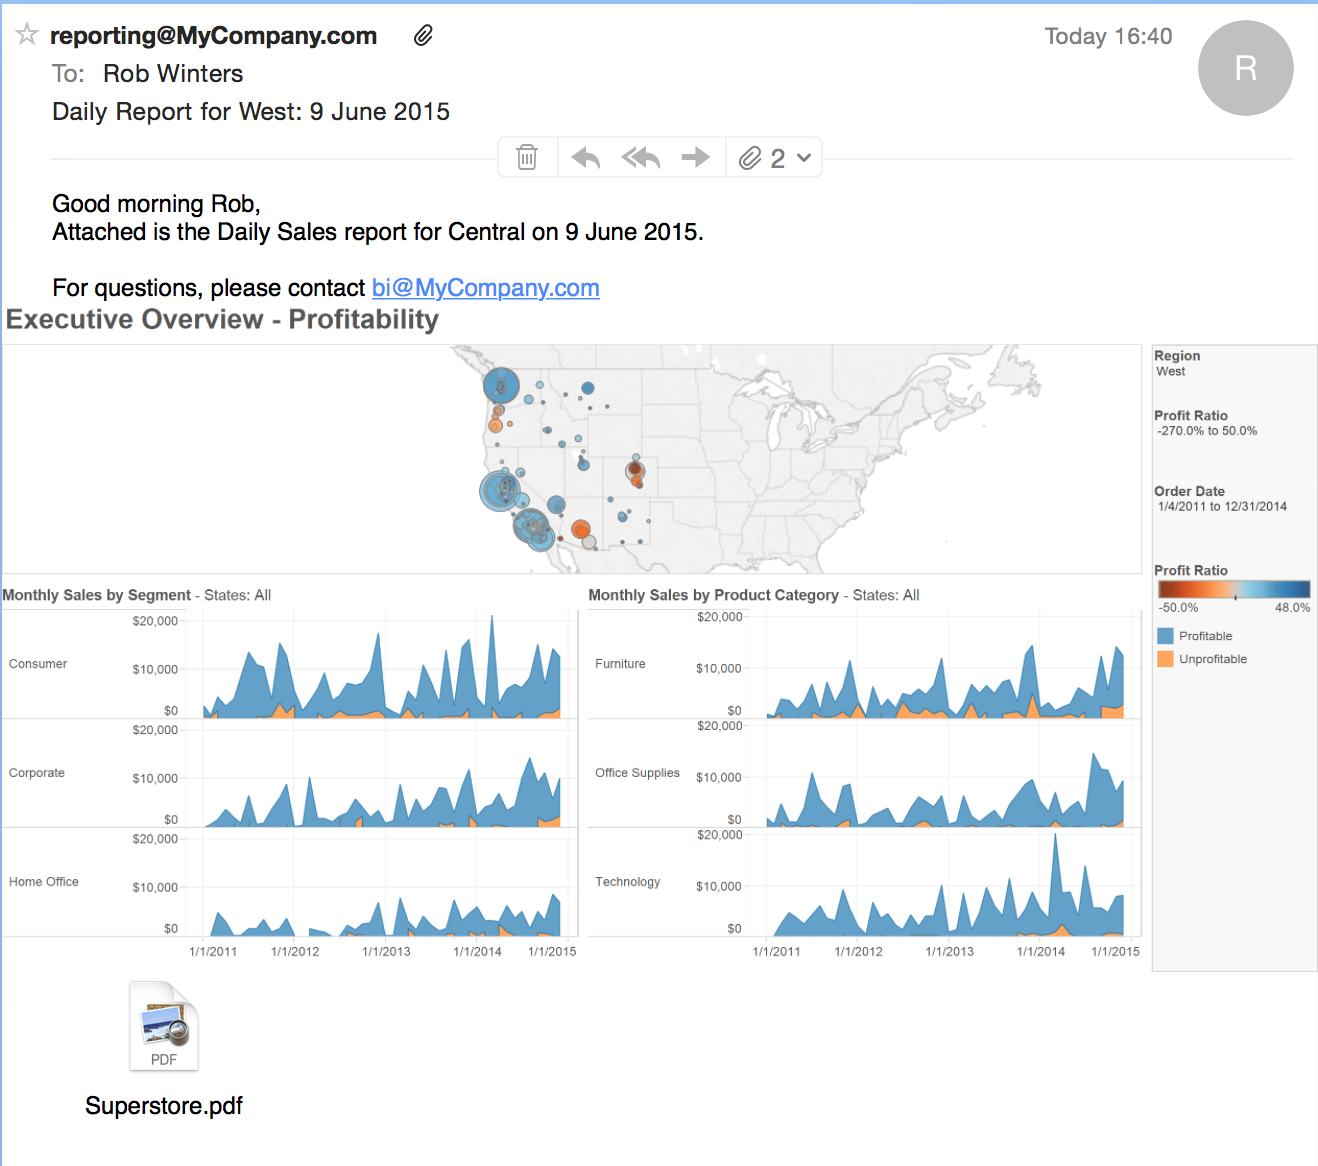 reporting@MyCompany.com
Today 16:40
R
To: Rob Winters
Daily Report for West: 9 June 2015
2
Good morning Rob,
Attached is the Daily Sales report for Central on 9 June 2015.
For questions, please contact bi@MyCompany.com
Executive Overview - Profitability
Region
West
Profit Ratio
-270.0% to 50.0%
Order Date
1/4/2011 to 12/31/2014
Profit Ratio
-50.0% 48.0%
Profitable
Unprofitable
Monthly Sales by Segment - States: All
Consumer
$20,000
$10,000
$0
Corporate
$20,000
$10,000
$0
Home Office
$20,000
$10,000
$0
1/1/2011 1/1/2012 1/1/2013 1/1/2014 1/1/2015
Monthly Sales by Product Category - States: All
Furniture
$20,000
$10,000
$0
Office Supplies
$20,000
$10,000
$0
Technology
$20,000
$10,000
$0
1/1/2011 1/1/2012 1/1/2013 1/1/2014 1/1/2015
PDF
Superstore.pdf